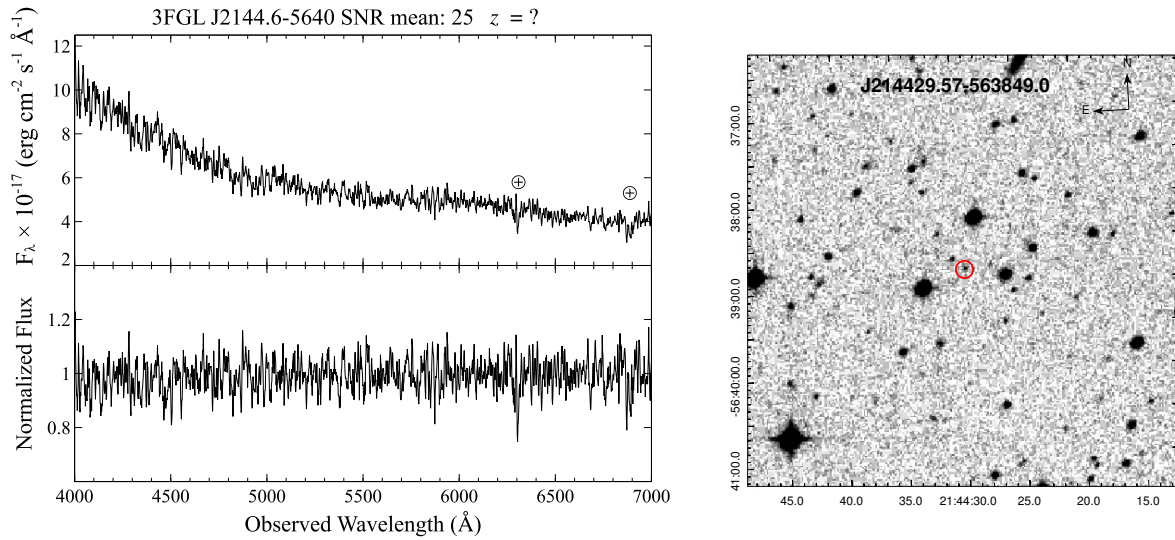 3FGL J2144.6-5640 SNR mean: 25 z = ?
12
10
8
6
4
2
F_λ × 10^-17 (erg cm^-2 s^-1 Å^-1)
⊕
⊕
1.2
1
0.8
Normalized Flux
4000 4500 5000 5500 6000 6500 7000
Observed Wavelength (Å)
J214429.57-563849.0
N
E
37:00.0
38:00.0
39:00.0
-56:40:00.0
41:00.0
45.0 40.0 35.0 21:44:30.0 25.0 20.0 15.0